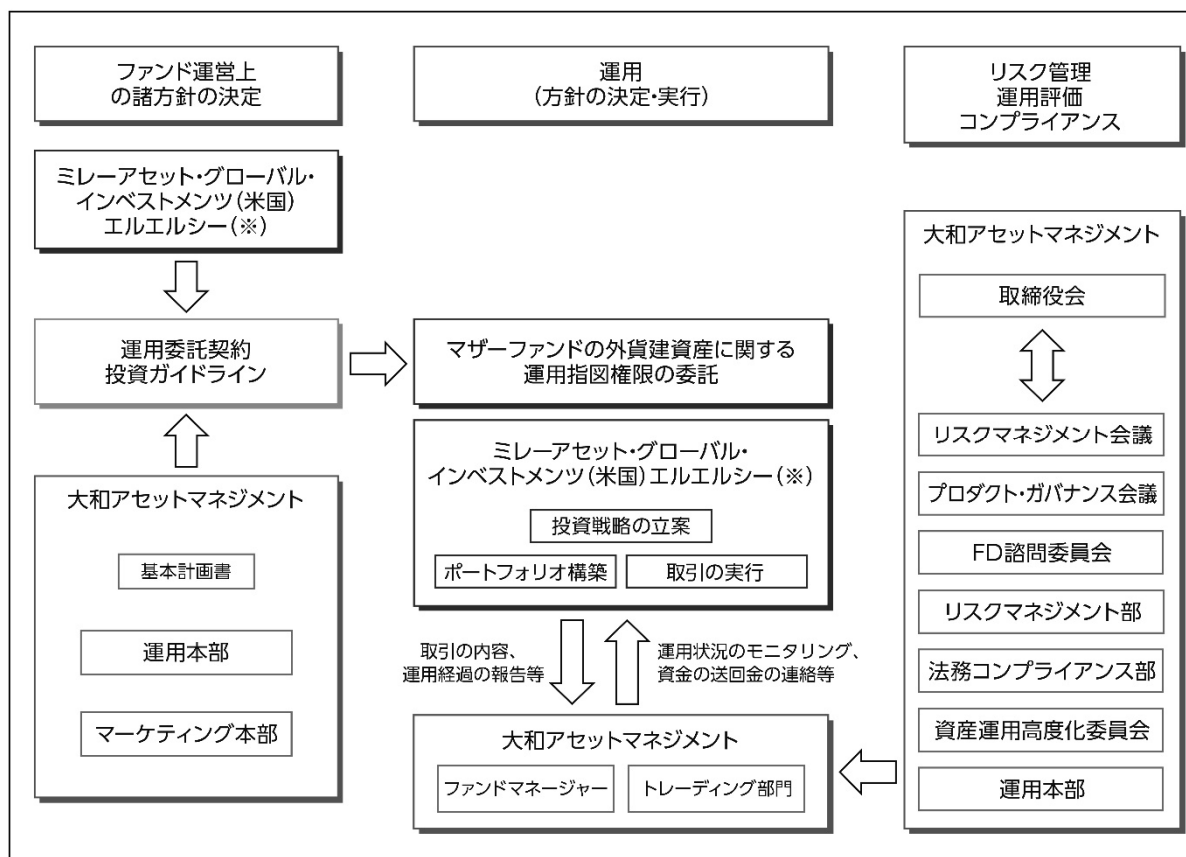 ファンド運営上
の諸方針の決定
ミレーアセット・グローバル・
インベストメンツ(米国)
エルエルシー(※)
運用委託契約
投資ガイドライン
大和アセットマネジメント
基本計画書
運用本部
マーケティング本部
運用
(方針の決定・実行)
マザーファンドの外貨建資産に関する
運用指図権限の委託
ミレーアセット・グローバル・
インベストメンツ(米国)エルエルシー(※)
投資戦略の立案
ポートフォリオ構築
取引の実行
取引の内容、
運用経過の報告等
運用状況のモニタリング、
資金の送回金の連絡等
大和アセットマネジメント
ファンドマネージャー
トレーディング部門
リスク管理
運用評価
コンプライアンス
大和アセットマネジメント
取締役会
リスクマネジメント会議
プロダクト・ガバナンス会議
FD諮問委員会
リスクマネジメント部
法務コンプライアンス部
資産運用高度化委員会
運用本部